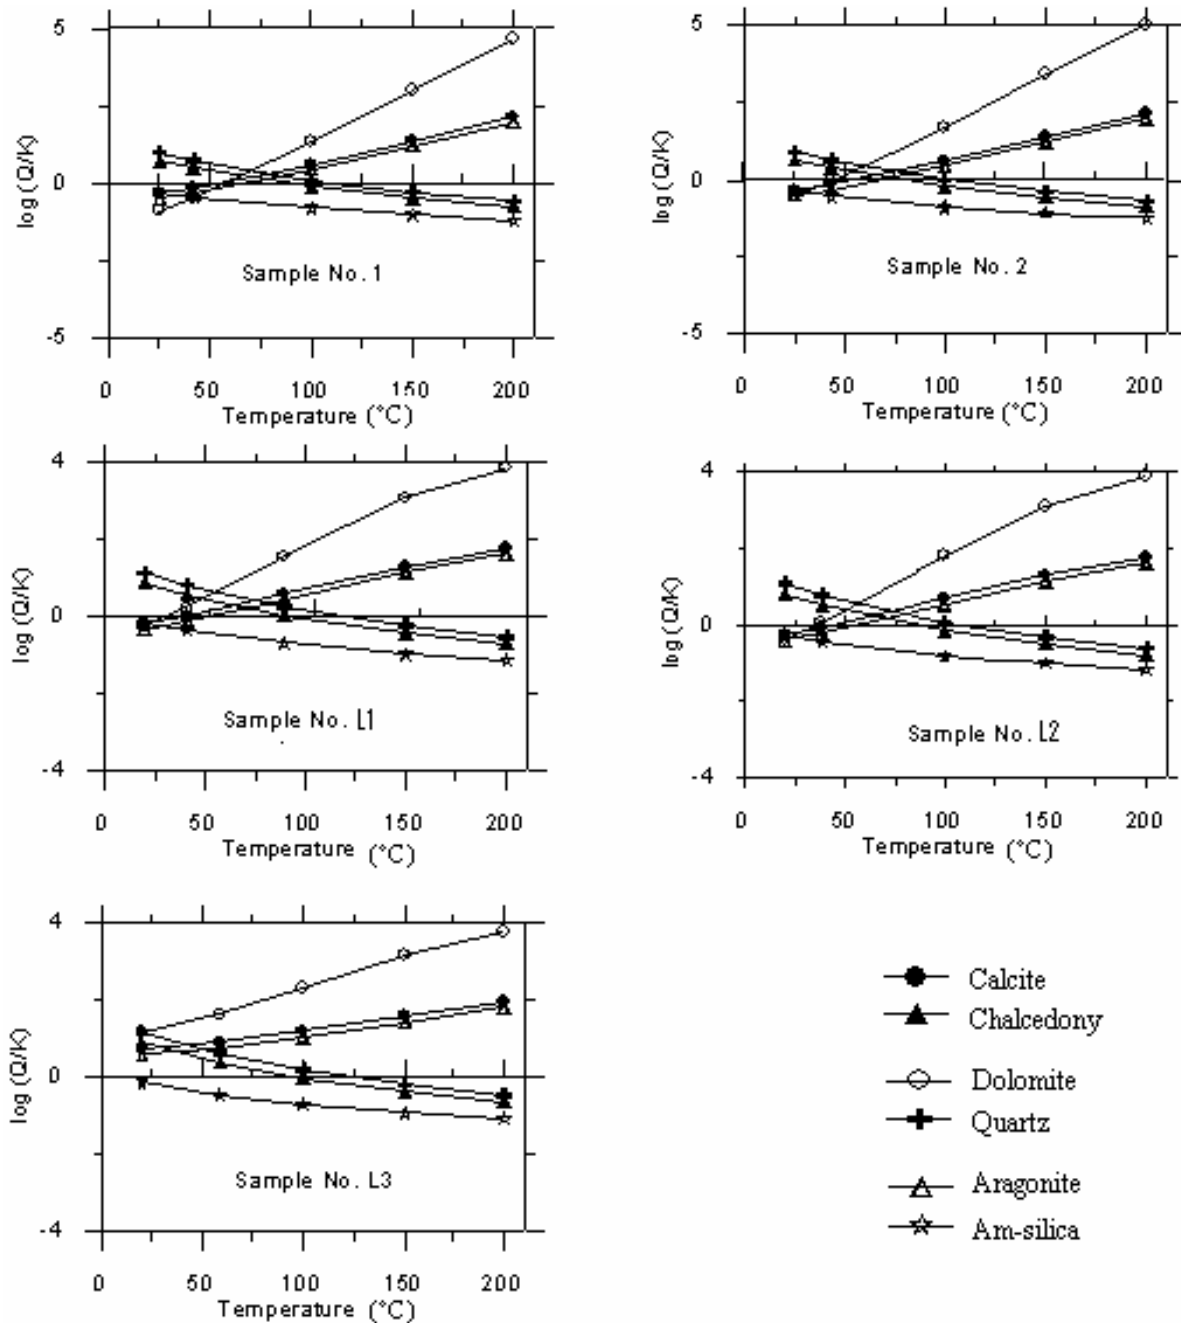 5
0
-5
log (Q/K)
Sample No. 1
0 50 100 150 200
Temperature (°C)
5
0
-5
log (Q/K)
Sample No. 2
0 50 100 150 200
Temperature (°C)
4
0
-4
log (Q/K)
Sample No. L1
0 50 100 150 200
Temperature (°C)
4
0
-4
log (Q/K)
Sample No. L2
0 50 100 150 200
Temperature (°C)
4
0
-4
log (Q/K)
Sample No. L3
0 50 100 150 200
Temperature (°C)
Calcite
Chalcedony
Dolomite
Quartz
Aragonite
Am-silica